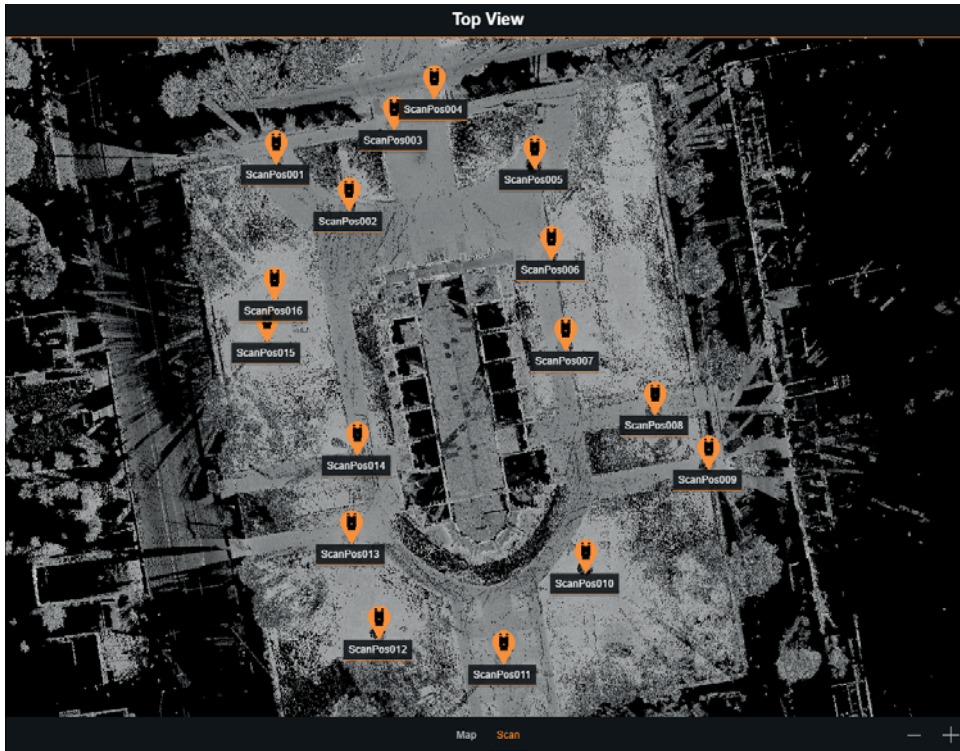 Top View
ScanPos004
ScanPos003
ScanPos001
ScanPos005
ScanPos002
ScanPos006
ScanPos016
ScanPos015
ScanPos007
ScanPos008
ScanPos014
ScanPos009
ScanPos013
ScanPos010
ScanPos012
ScanPos011
Map Scan